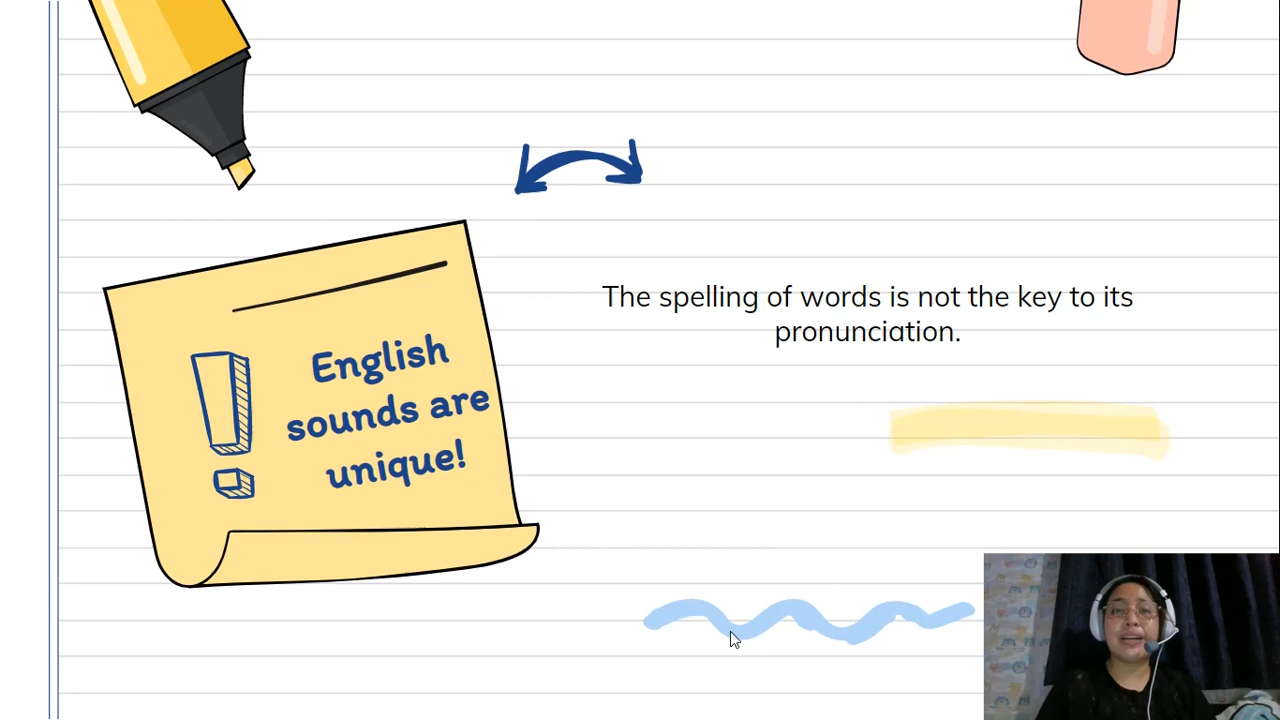 English
sounds are
unique!
The spelling of words is not the key to its
pronunciation.